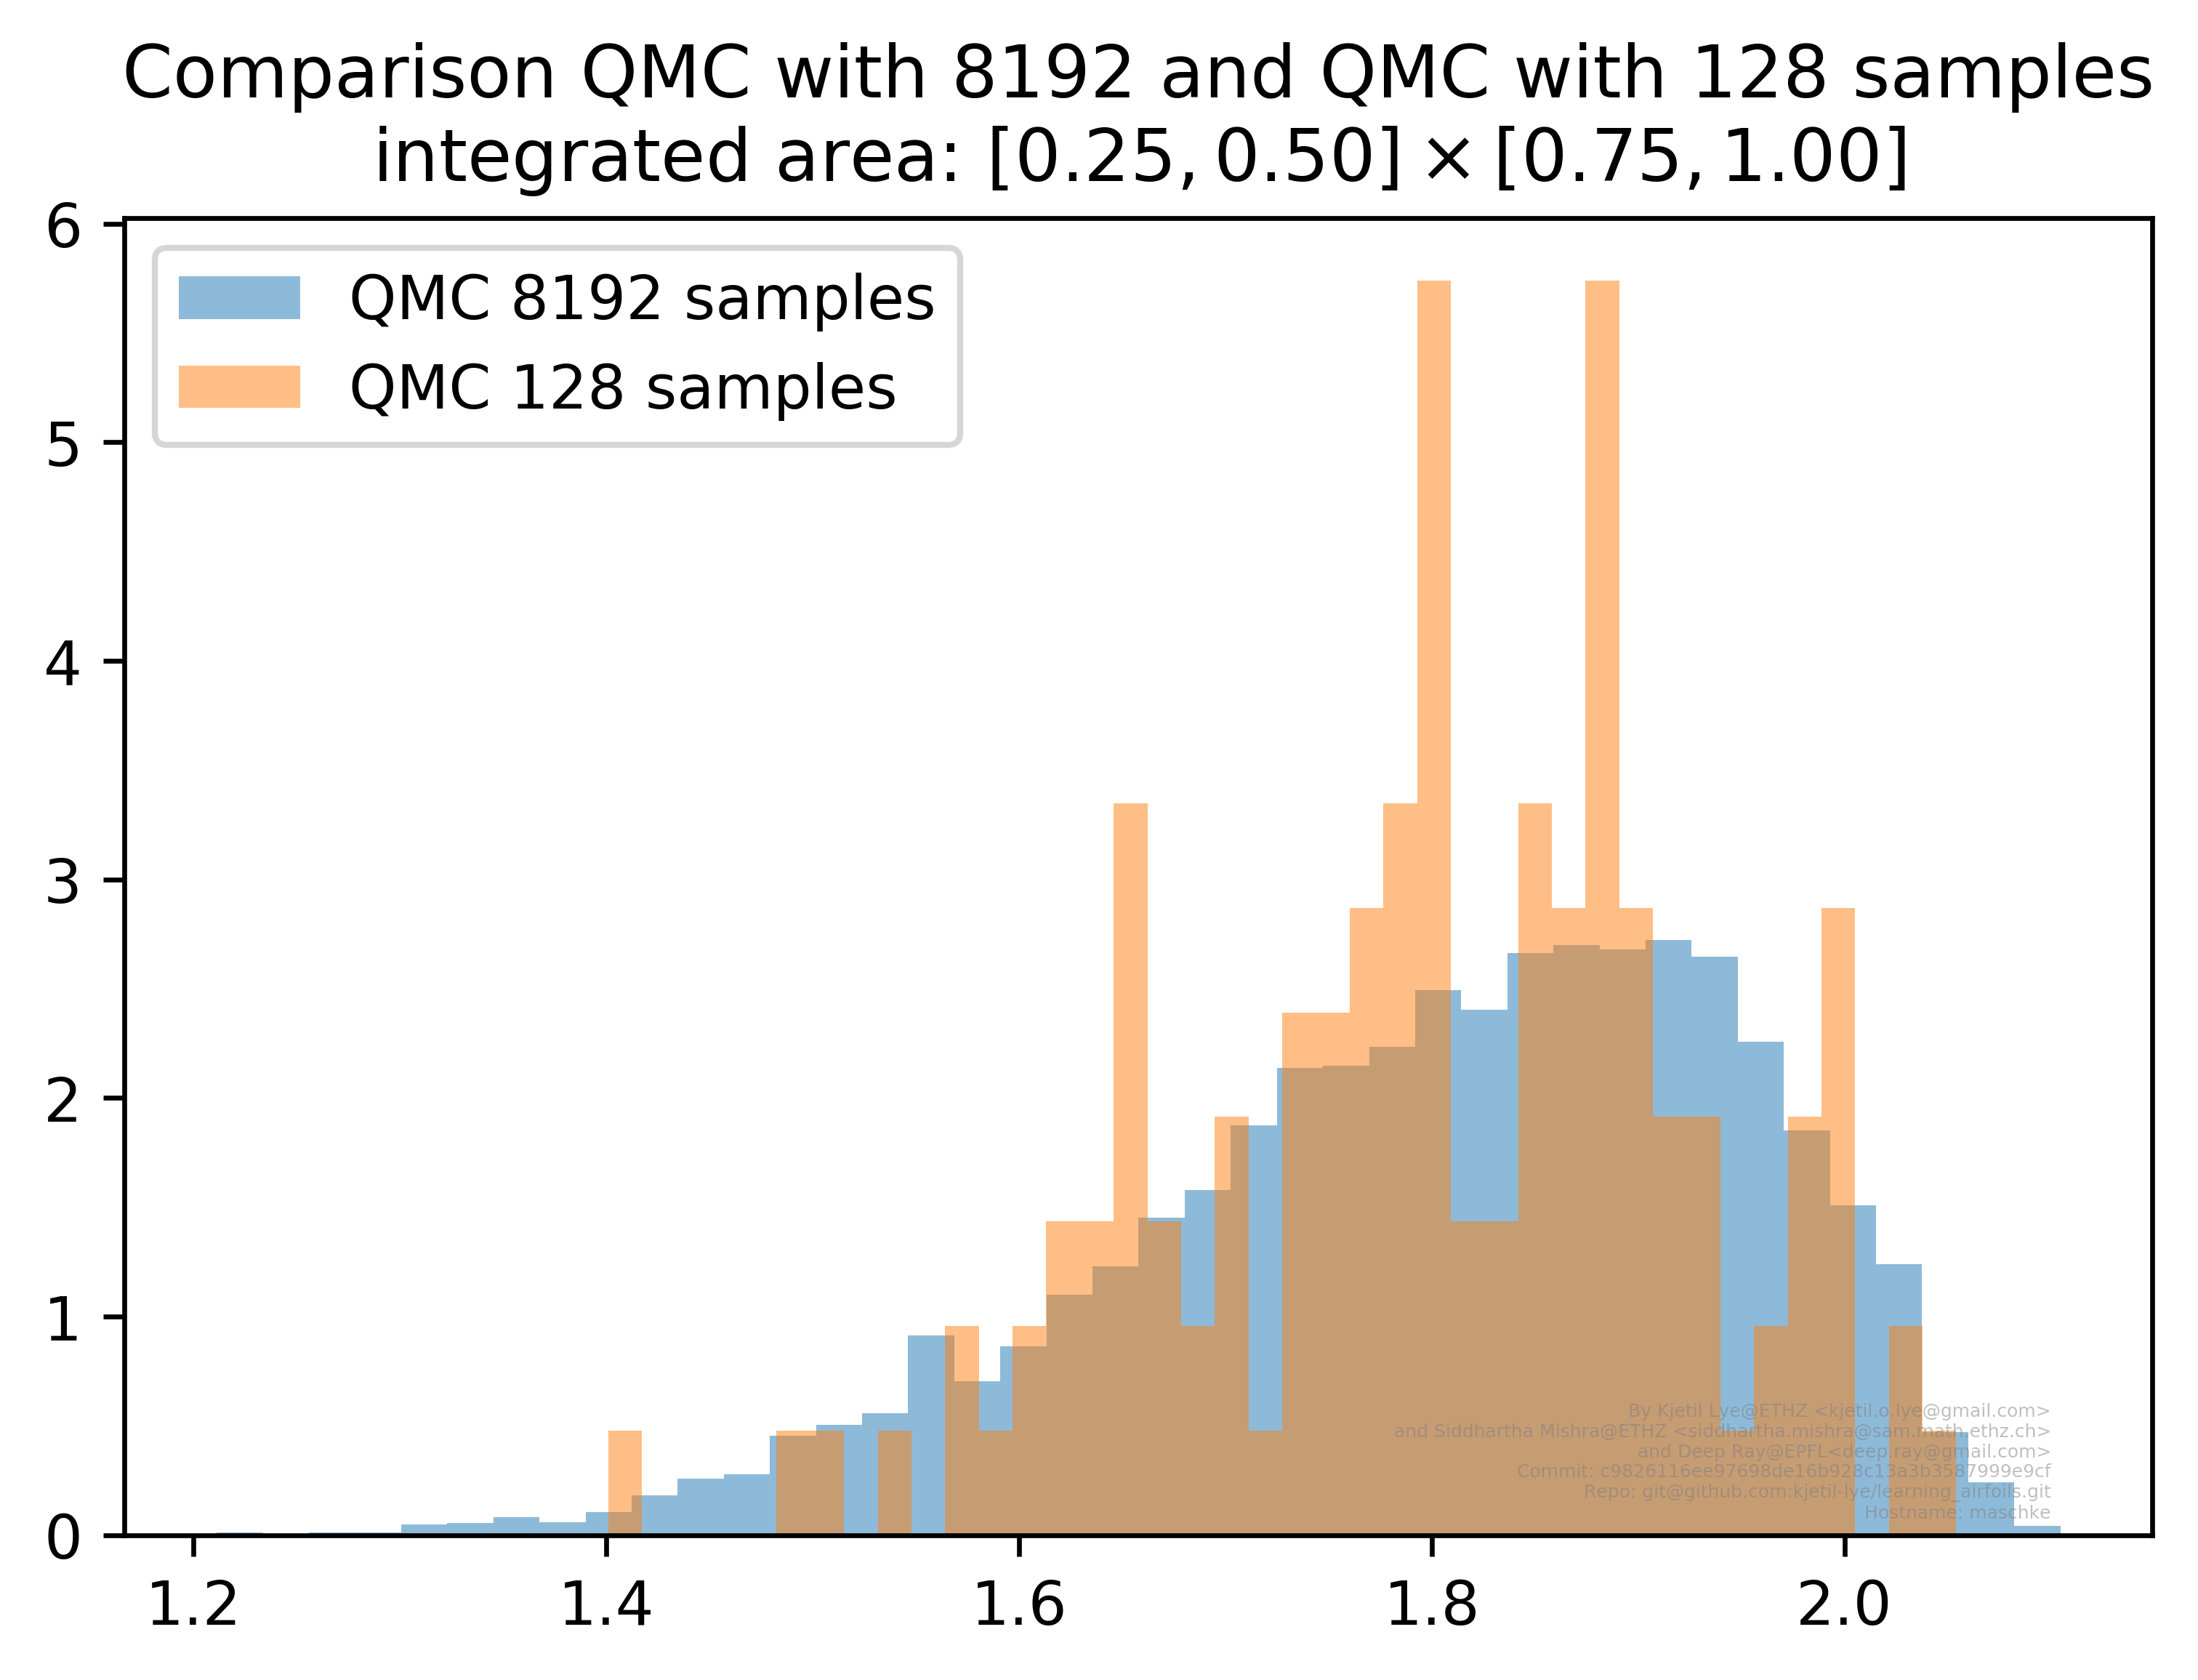 Comparison QMC with 8192 and QMC with 128 samples
integrated area: [0.25, 0.50] × [0.75, 1.00]
6
QMC 8192 samples
QMC 128 samples
5
4
3
2
1
0
By Kjetil Lye@ETHZ <kjetil.o.lye@gmail.com>
and Siddhartha Mishra@ETHZ <siddhartha.mishra@sam.math.ethz.ch>
and Deep Ray@EPFL<deep.ray@gmail.com>
Commit: c9826116ee97698de16b928c13a3b3587999e9cf
Repo: git@github.com:kjetil-lye/learning_airfoils.git
Hostname: maschke
1.2 1.4 1.6 1.8 2.0